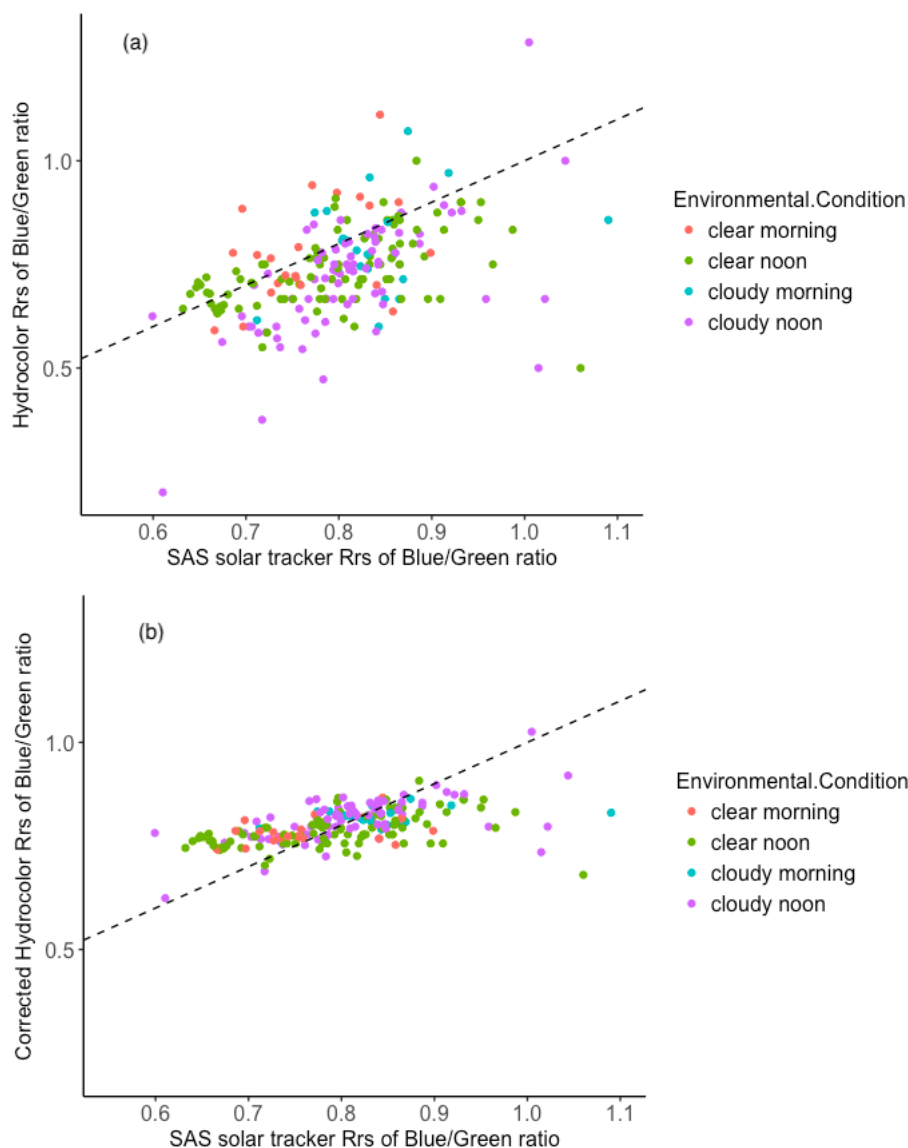 (a)
Hydrocolor Rrs of Blue/Green ratio
1.0
0.5
0.6 0.7 0.8 0.9 1.0 1.1
SAS solar tracker Rrs of Blue/Green ratio
Environmental.Condition
clear morning
clear noon
cloudy morning
cloudy noon
(b)
Corrected Hydrocolor Rrs of Blue/Green ratio
1.0
0.5
0.6 0.7 0.8 0.9 1.0 1.1
SAS solar tracker Rrs of Blue/Green ratio
Environmental.Condition
clear morning
clear noon
cloudy morning
cloudy noon